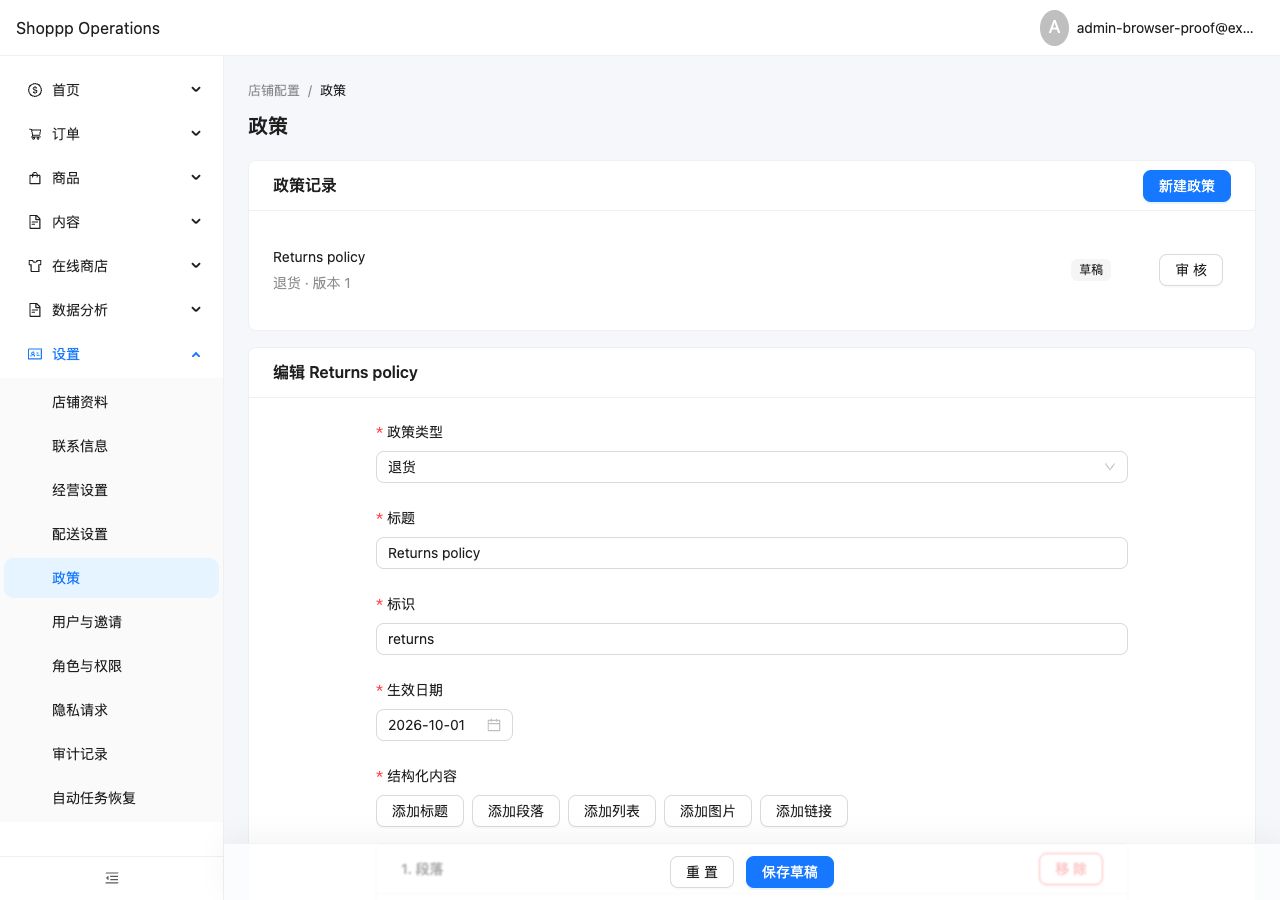 Shoppp Operations
A admin-browser-proof@ex...
首页
订单
商品
内容
在线商店
数据分析
设置
店铺资料
联系信息
经营设置
配送设置
政策
用户与邀请
角色与权限
隐私请求
审计记录
自动任务恢复
店铺配置 / 政策
政策
政策记录
新建政策
Returns policy
退货 · 版本 1
草稿
审 核
编辑 Returns policy
* 政策类型
退货
* 标题
Returns policy
* 标识
returns
* 生效日期
2026-10-01
* 结构化内容
添加标题 添加段落 添加列表 添加图片 添加链接
1. 段落
移 除
重 置 保存草稿